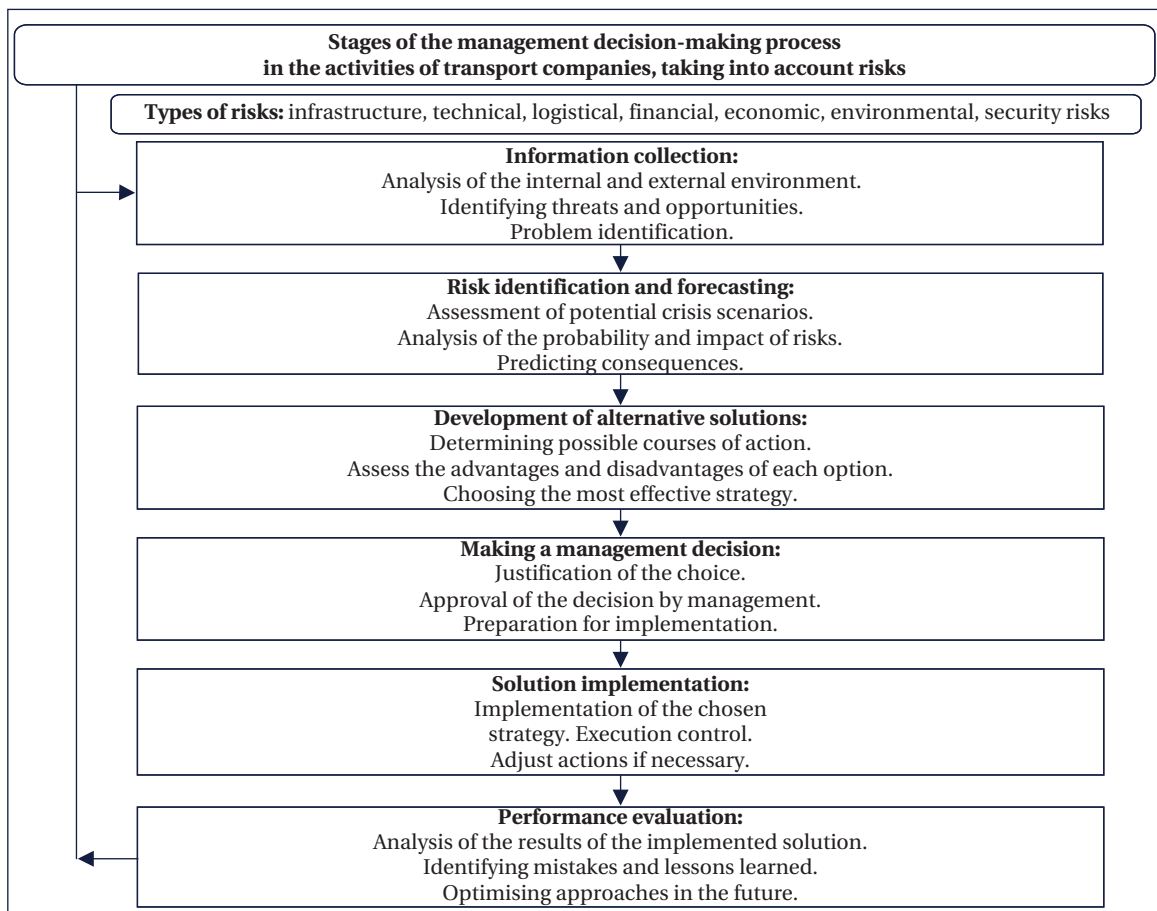 Stages of the management decision-making process
in the activities of transport companies, taking into account risks
Types of risks: infrastructure, technical, logistical, financial, economic, environmental, security risks
Information collection:
Analysis of the internal and external environment.
Identifying threats and opportunities.
Problem identification.
Risk identification and forecasting:
Assessment of potential crisis scenarios.
Analysis of the probability and impact of risks.
Predicting consequences.
Development of alternative solutions:
Determining possible courses of action.
Assess the advantages and disadvantages of each option.
Choosing the most effective strategy.
Making a management decision:
Justification of the choice.
Approval of the decision by management.
Preparation for implementation.
Solution implementation:
Implementation of the chosen
strategy. Execution control.
Adjust actions if necessary.
Performance evaluation:
Analysis of the results of the implemented solution.
Identifying mistakes and lessons learned.
Optimising approaches in the future.